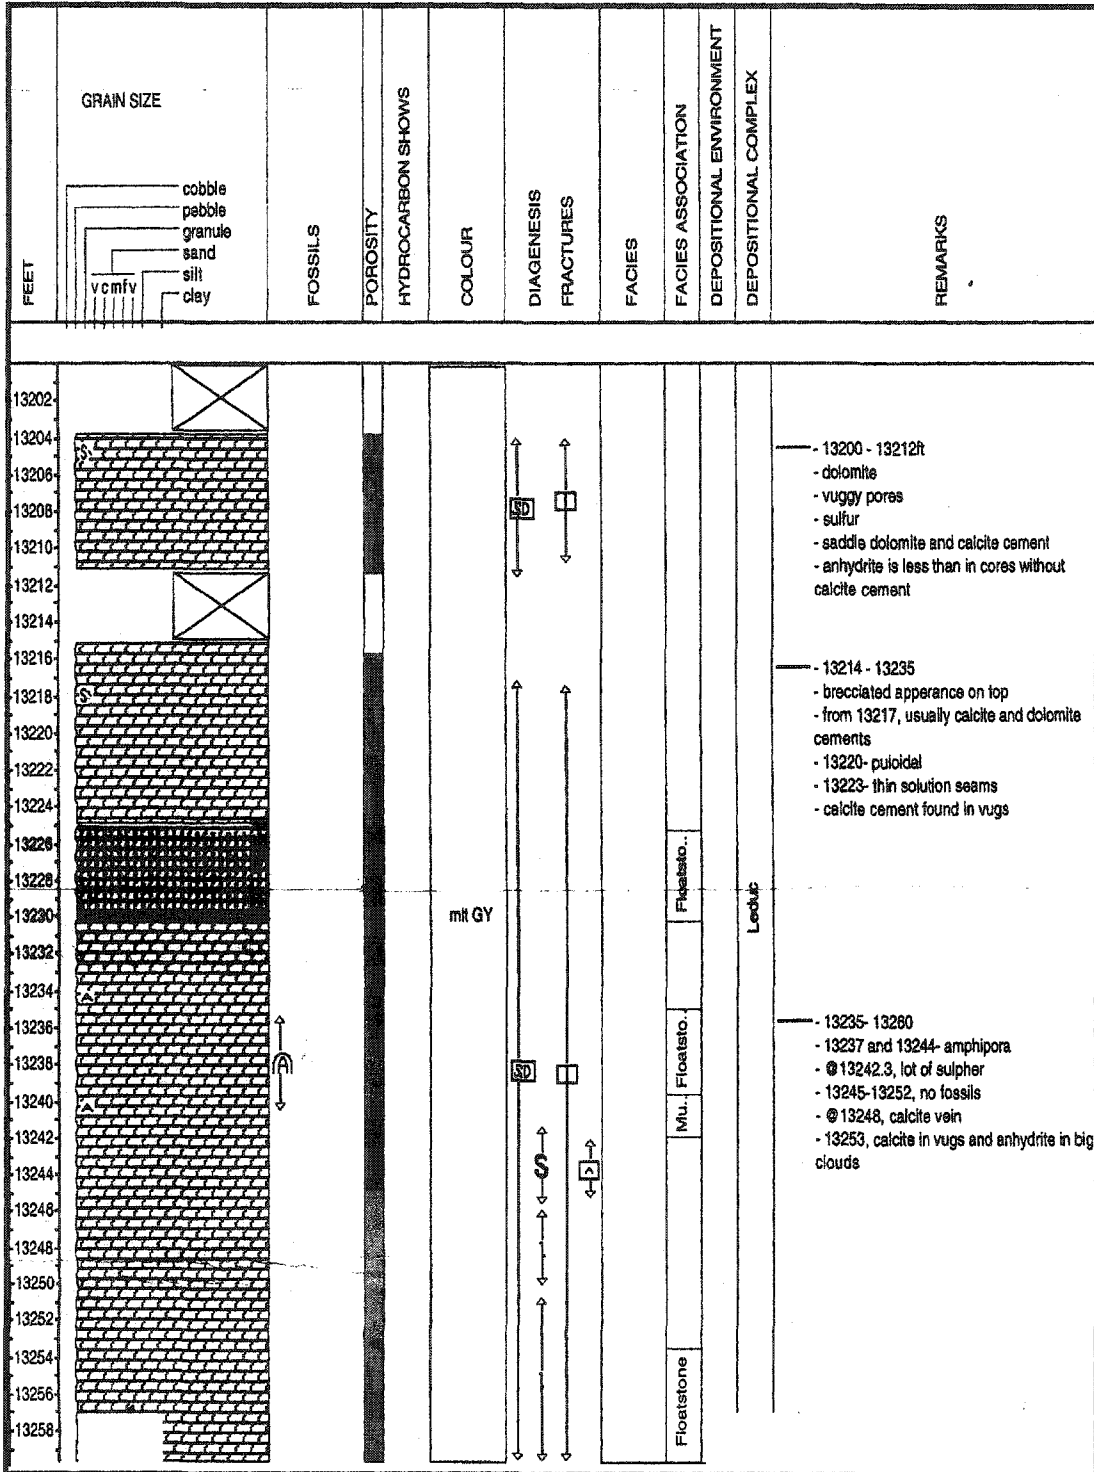 GRAIN SIZE
cobble
pebble
granule
sand
v c m f v
silt
clay
FEET
FOSSILS
POROSITY
HYDROCARBON SHOWS
COLOUR
DIAGENESIS
FRACTURES
FACIES
FACIES ASSOCIATION
DEPOSITIONAL ENVIRONMENT
DEPOSITIONAL COMPLEX
REMARKS
13202
13204
13206
13208
13210
13212
13214
13216
13218
13220
13222
13224
13226
13228
13230
13232
13234
13236
13238
13240
13242
13244
13246
13248
13250
13252
13254
13256
13258
S
S
A
A
A
mlt GY
SD
SD
S
Floatsto..
Floatsto..
Mu..
Floatstone
Leduc
- 13200 - 13212ft
- dolomite
- vuggy pores
- sulfur
- saddle dolomite and calcite cement
- anhydrite is less than in cores without
calcite cement
- 13214 - 13235
- brecciated apperance on top
- from 13217, usually calcite and dolomite
cements
- 13220- puloidal
- 13223- thin solution seams
- calcite cement found in vugs
- 13235- 13260
- 13237 and 13244- amphipora
- @13242.3, lot of sulpher
- 13245-13252, no fossils
- @13248, calcite vein
- 13253, calcite in vugs and anhydrite in big
clouds